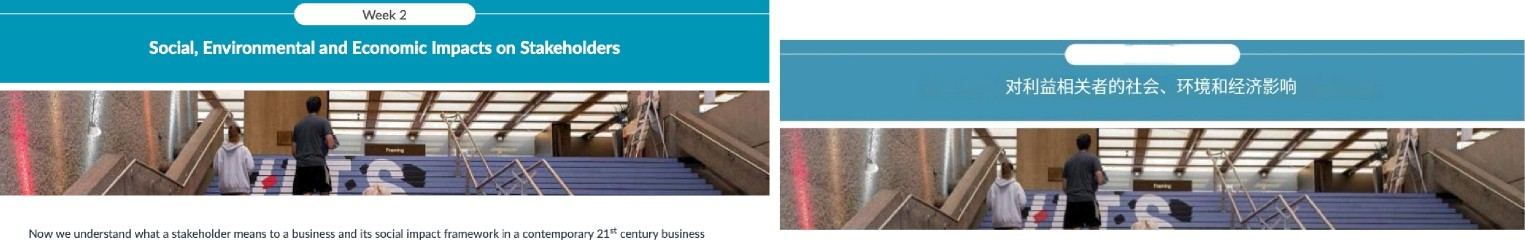 Week 2
Social, Environmental and Economic Impacts on Stakeholders
Framing
Now we understand what a stakeholder means to a business and its social impact framework in a contemporary 21st century business
对利益相关者的社会、环境和经济影响
Framing